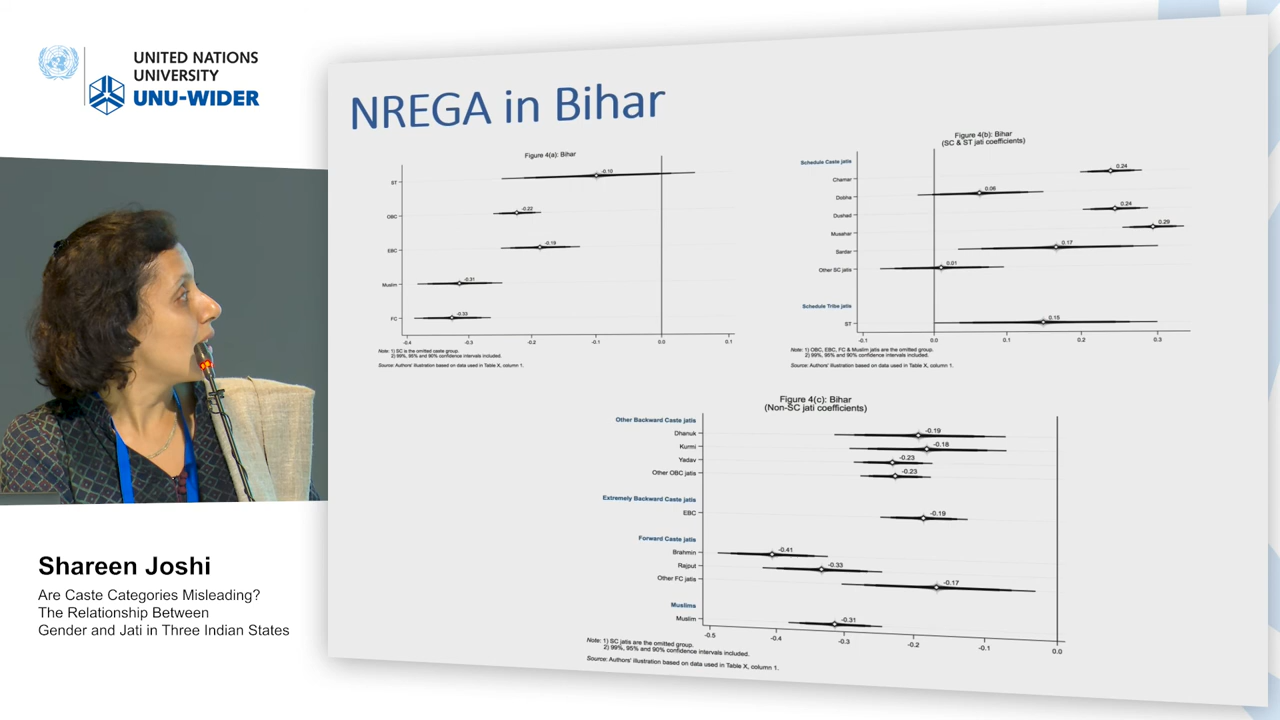 UNITED NATIONS
UNIVERSITY
UNU-WIDER
NREGA in Bihar
Figure 4(a): Bihar
ST
-0.10
OBC
-0.22
EBC
-0.19
Muslim
-0.31
FC
-0.33
-0.4
-0.3
-0.2
-0.1
0.0
0.1
Note: 1) SC is the omitted caste group.
2) 99%, 95% and 90% confidence intervals included.
Source: Authors' illustration based on data used in Table X, column 1.
Figure 4(b): Bihar
(SC & ST jati coefficients)
Schedule Caste jatis
Chamar
0.24
Dobha
0.06
Dushad
0.24
Musahar
0.29
Sardar
0.17
Other SC jatis
0.01
Schedule Tribe jatis
ST
0.15
-0.1
0.0
0.1
0.2
0.3
Note: 1) OBC, EBC, FC & Muslim jatis are the omitted group.
2) 99%, 95% and 90% confidence intervals included.
Source: Authors' illustration based on data used in Table X, column 1.
Figure 4(c): Bihar
(Non-SC jati coefficients)
Other Backward Caste jatis
Dhanuk
-0.19
Kurmi
-0.18
Yadav
-0.23
Other OBC jatis
-0.23
Extremely Backward Caste jatis
EBC
-0.19
Forward Caste jatis
Brahmin
-0.41
Rajput
-0.33
Other FC jatis
-0.17
Muslims
Muslim
-0.31
-0.5
-0.4
-0.3
-0.2
-0.1
0.0
Note: 1) SC jatis are the omitted group.
2) 99%, 95% and 90% confidence intervals included.
Source: Authors' illustration based on data used in Table X, column 1.
Shareen Joshi
Are Caste Categories Misleading?
The Relationship Between
Gender and Jati in Three Indian States